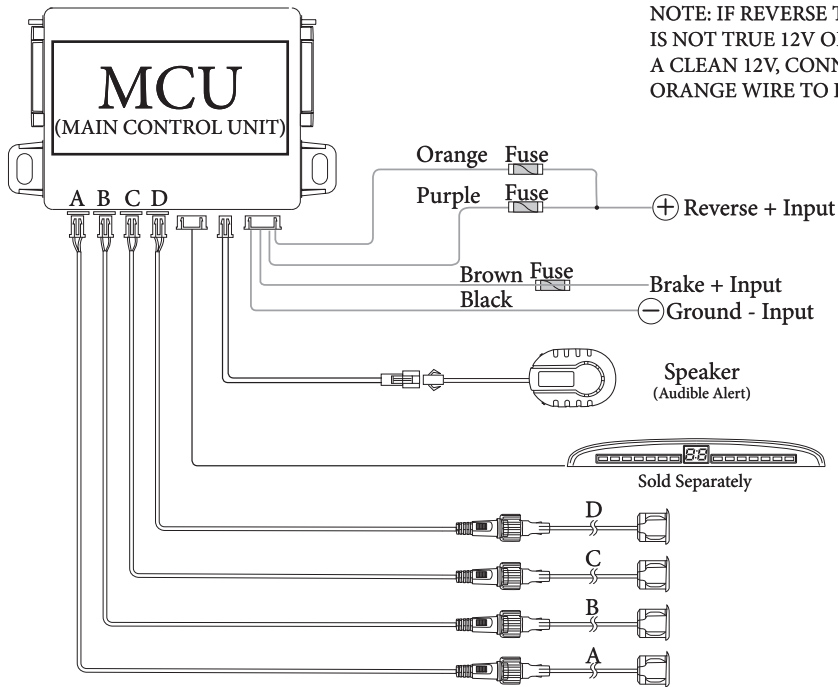 NOTE: IF REVERSE
IS NOT TRUE 12V
A CLEAN 12V,
ORANGE WIRE TO
MCU
(MAIN CONTROL UNIT)
Orange Fuse
Purple Fuse
+ Reverse + Input
A B C D
Brown Fuse
Brake + Input
Black
− Ground - Input
Speaker
(Audible Alert)
88
Sold Separately
D
C
B
A